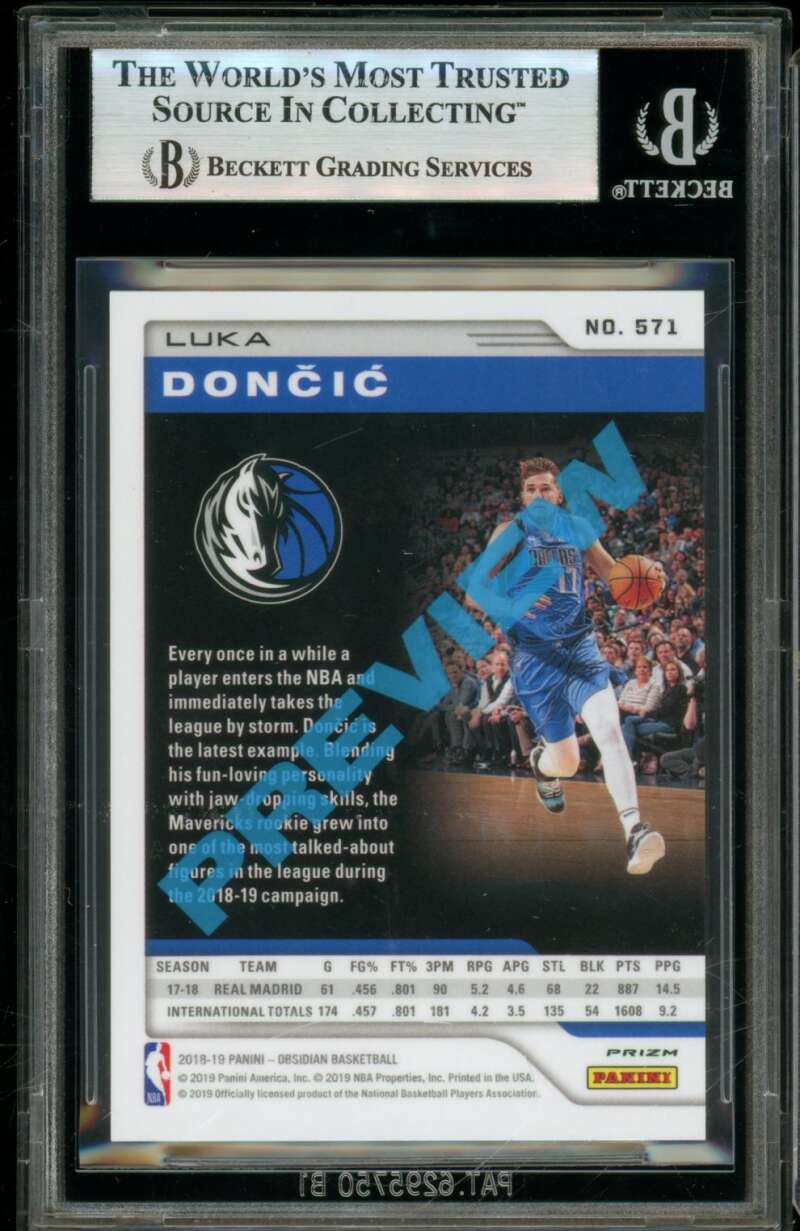 THE WORLD'S MOST TRUSTED
SOURCE IN COLLECTING™
B BECKETT GRADING SERVICES
B
BECKETT®
LUKA
NO. 571
DONČIĆ
PREVIEW
DALLAS
Every once in a while a
player enters the NBA and
immediately takes the
league by storm. Dončić is
the latest example. Blending
his fun-loving personality
with jaw-dropping skills, the
Mavericks rookie grew into
one of the most talked-about
figures in the league during
the 2018-19 campaign.
SEASON TEAM G FG% FT% 3PM RPG APG STL BLK PTS PPG
17-18 REAL MADRID 61 .456 .801 90 5.2 4.6 68 22 887 14.5
INTERNATIONAL TOTALS 174 .457 .801 181 4.2 3.5 135 54 1608 9.2
2018-19 PANINI – OBSIDIAN BASKETBALL
© 2019 Panini America, Inc. © 2019 NBA Properties, Inc. Printed in the USA.
© 2019 Officially licensed product of the National Basketball Players Association.
NBA
PRIZM
PANINI
PAT.6295750 B1